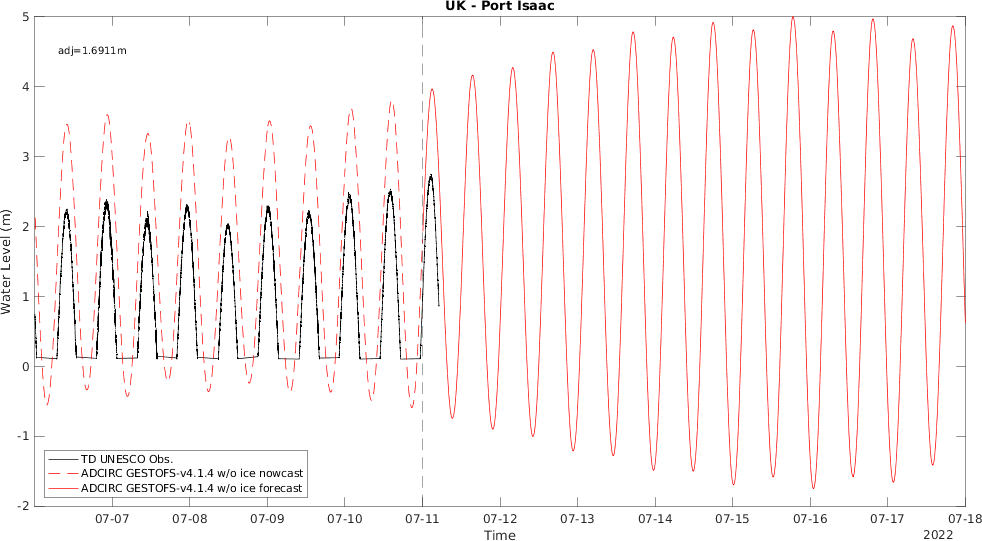 UK - Port Isaac
adj=1.6911m
Water Level (m)
5
4
3
2
1
0
-1
-2
TD UNESCO Obs.
ADCIRC GESTOFS-v4.1.4 w/o ice nowcast
ADCIRC GESTOFS-v4.1.4 w/o ice forecast
07-07 07-08 07-09 07-10 07-11 07-12 07-13 07-14 07-15 07-16 07-17 07-18
Time
2022